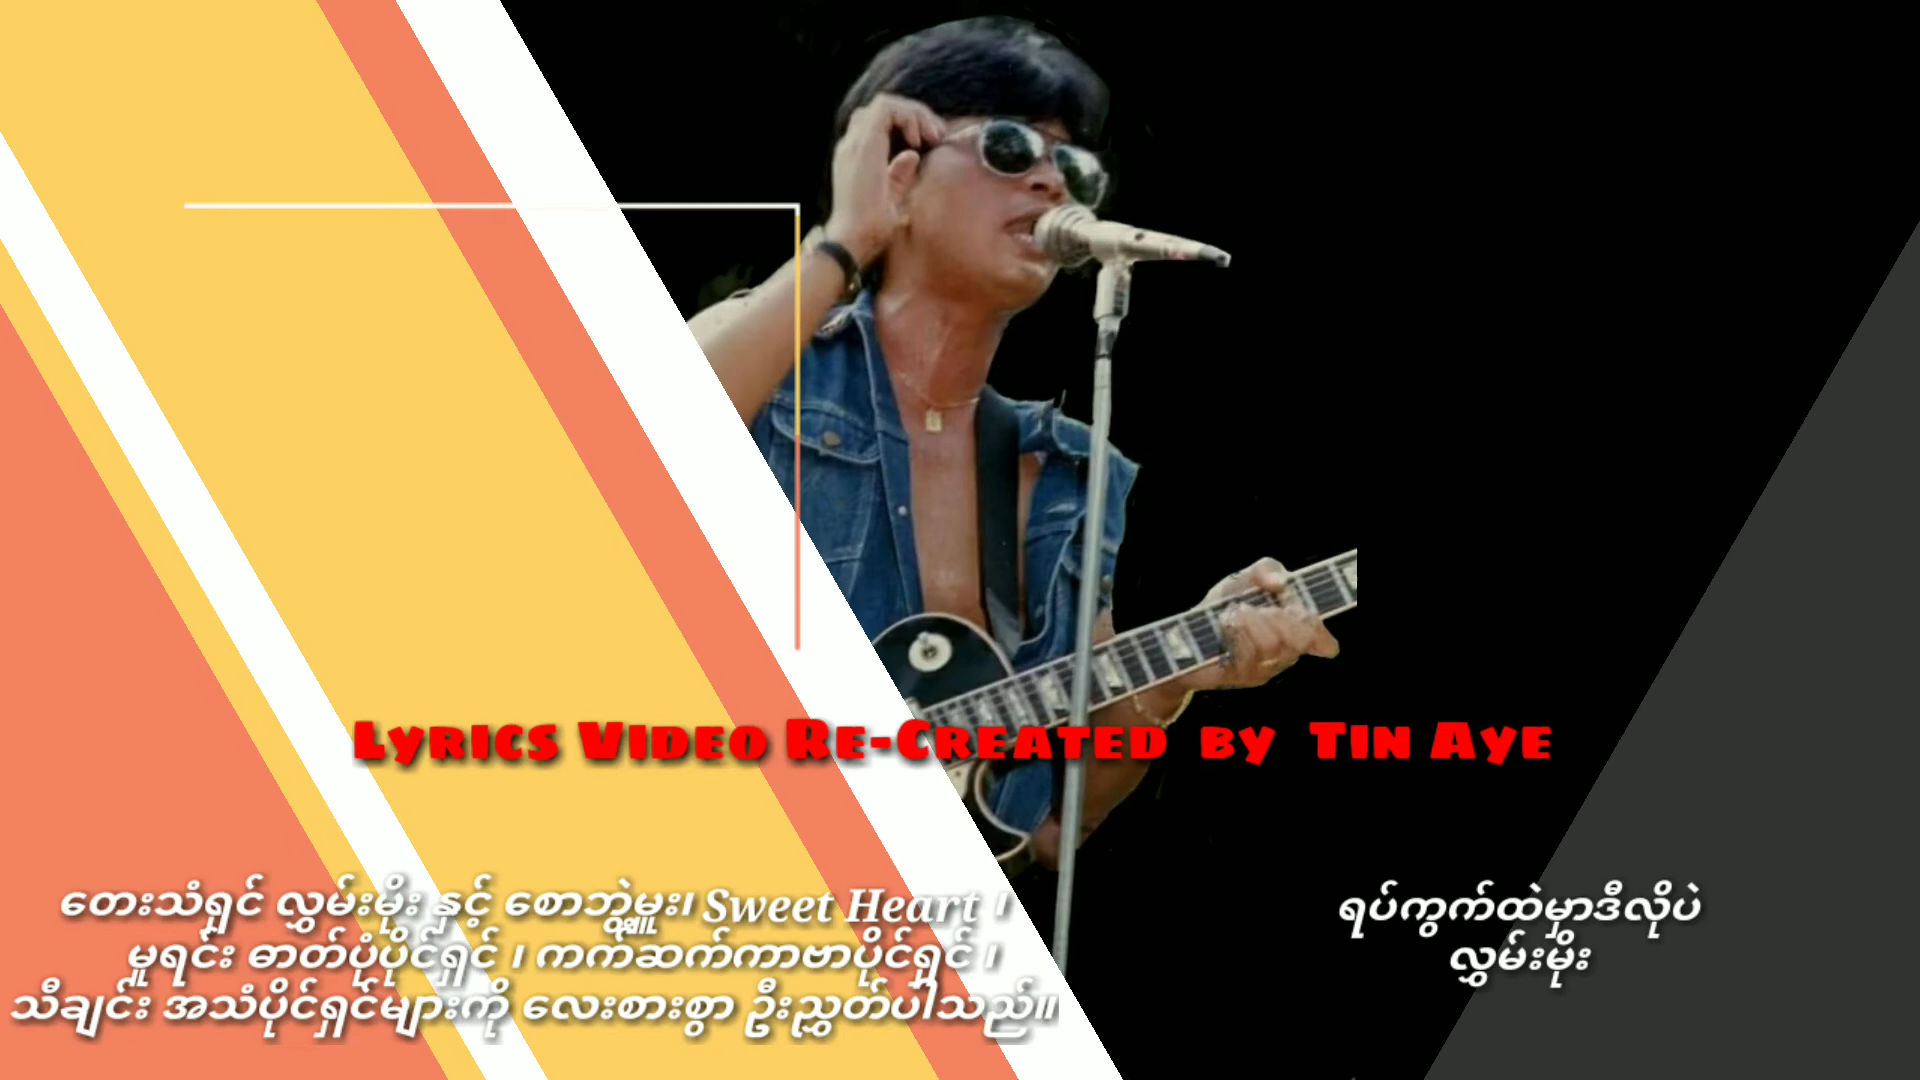 Lyrics Video Re-Created by Tin Aye
တေးသံရှင် လွှမ်းမိုး နှင့် စောဘွဲ့မှူး၊ Sweet Heart ၊
မူရင်း ဓာတ်ပုံပိုင်ရှင် ၊ ကက်ဆက်ကာဗာပိုင်ရှင် ၊
သီချင်း အသံပိုင်ရှင်များကို လေးစားစွာ ဦးညွှတ်ပါသည်။
ရပ်ကွက်ထဲမှာဒီလိုပဲ
လွှမ်းမိုး